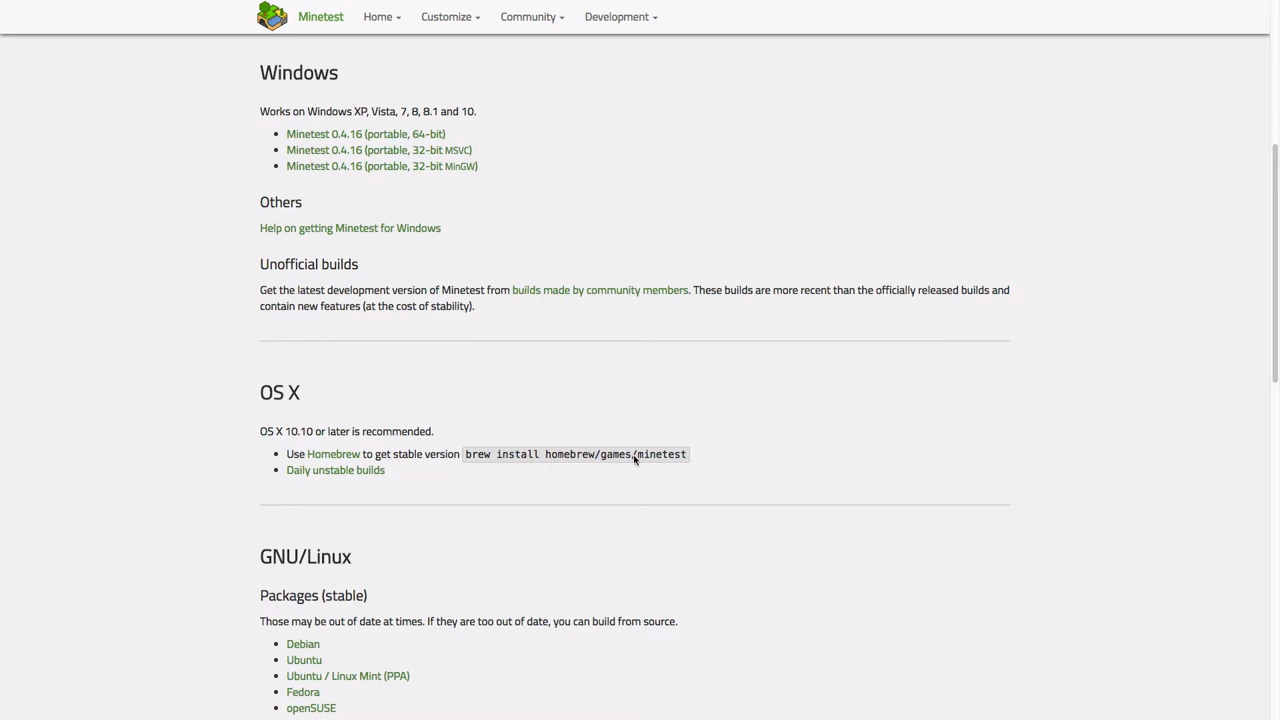 Minetest Home Customize Community Development
Windows
Works on Windows XP, Vista, 7, 8, 8.1 and 10.
Minetest 0.4.16 (portable, 64-bit)
Minetest 0.4.16 (portable, 32-bit MSVC)
Minetest 0.4.16 (portable, 32-bit MinGW)
Others
Help on getting Minetest for Windows
Unofficial builds
Get the latest development version of Minetest from builds made by community members. These builds are more recent than the officially released builds and
contain new features (at the cost of stability).
OS X
OS X 10.10 or later is recommended.
Use Homebrew to get stable version brew install homebrew/games/minetest
Daily unstable builds
GNU/Linux
Packages (stable)
Those may be out of date at times. If they are too out of date, you can build from source.
Debian
Ubuntu
Ubuntu / Linux Mint (PPA)
Fedora
openSUSE